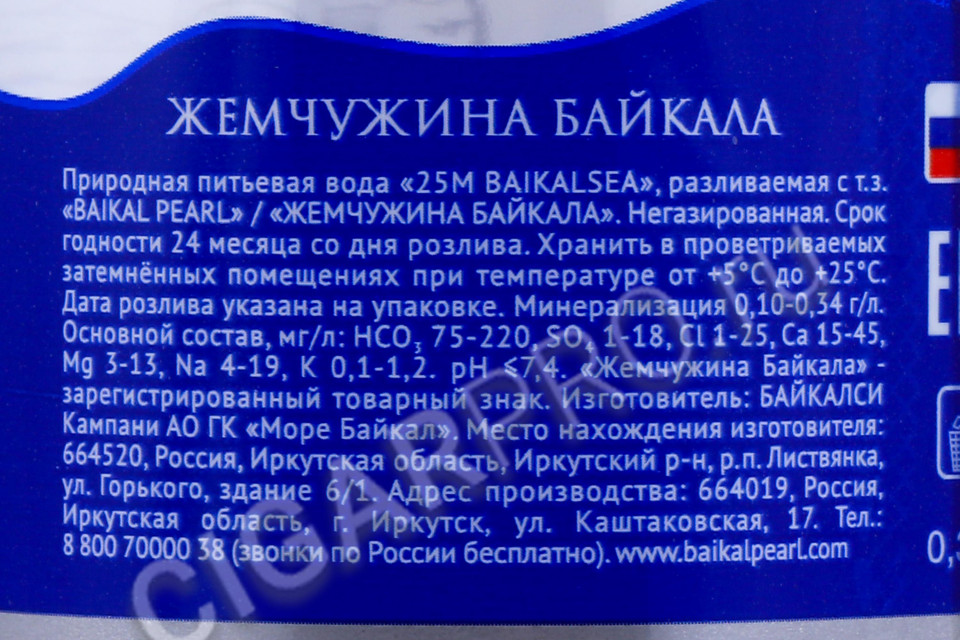 ЖЕМЧУЖИНА БАЙКАЛА
Природная питьевая вода «25M BAIKALSEA», разливаемая с т.з.
«BAIKAL PEARL» / «ЖЕМЧУЖИНА БАЙКАЛА». Негазированная. Срок
годности 24 месяца со дня розлива. Хранить в проветриваемых
затемнённых помещениях при температуре от +5°C до +25°C.
Дата розлива указана на упаковке. Минерализация 0,10-0,34 г/л.
Основной состав, мг/л: HCO₃ 75-220, SO₄ 1-18, Cl 1-25, Ca 15-45,
Mg 3-13, Na 4-19, K 0,1-1,2. pH ⩽7,4. «Жемчужина Байкала» -
зарегистрированный товарный знак. Изготовитель: БАЙКАЛСИ
Кампани АО ГК «Море Байкал». Место нахождения изготовителя:
664520, Россия, Иркутская область, Иркутский р-н, р.п. Листвянка,
ул. Горького, здание 6/1. Адрес производства: 664019, Россия,
Иркутская область, г. Иркутск, ул. Каштаковская, 17. Тел.:
8 800 70000 38 (звонки по России бесплатно). www.baikalpearl.com
CIGARPRO.ru